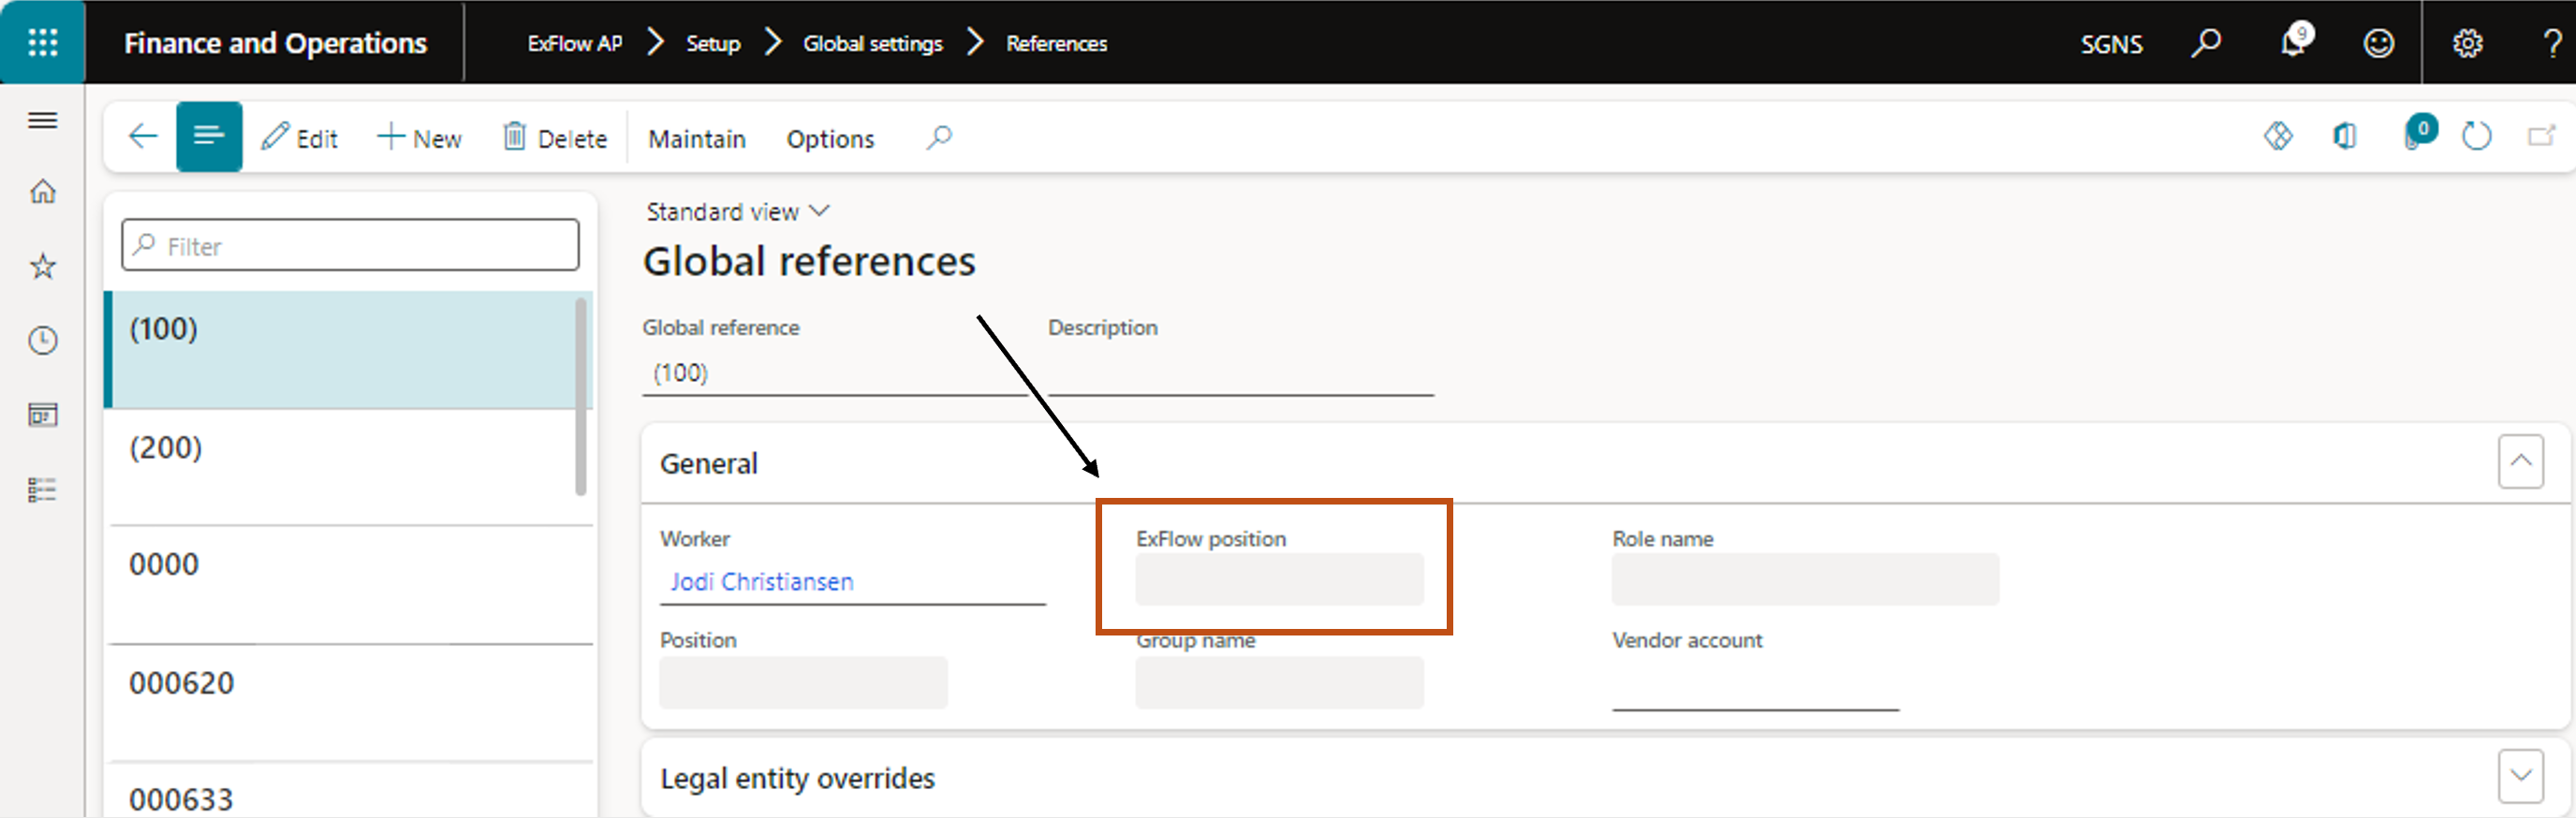 Finance and Operations
ExFlow AP
Setup
Global settings
References
SGNS
9
?
Edit
New
Delete
Maintain
Options
0
Filter
(100)
(200)
0000
000620
000633
Standard view
Global references
Global reference
Description
(100)
General
Worker
ExFlow position
Role name
Jodi Christiansen
Position
Group name
Vendor account
Legal entity overrides